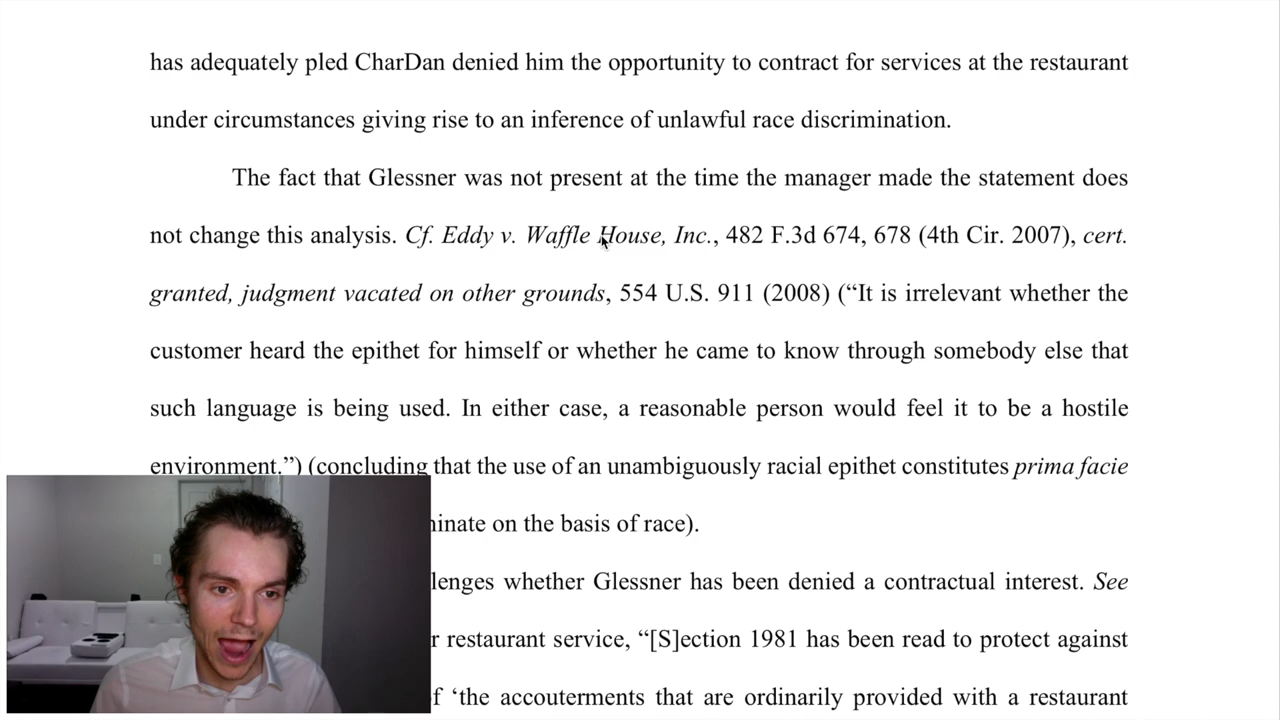 has adequately pled CharDan denied him the opportunity to contract for services at the restaurant
under circumstances giving rise to an inference of unlawful race discrimination.
The fact that Glessner was not present at the time the manager made the statement does
not change this analysis. Cf. Eddy v. Waffle House, Inc., 482 F.3d 674, 678 (4th Cir. 2007), cert.
granted, judgment vacated on other grounds, 554 U.S. 911 (2008) (“It is irrelevant whether the
customer heard the epithet for himself or whether he came to know through somebody else that
such language is being used. In either case, a reasonable person would feel it to be a hostile
environment.”) (concluding that the use of an unambiguously racial epithet constitutes prima facie
on the basis of race).
whether Glessner has been denied a contractual interest. See
restaurant service, “[S]ection 1981 has been read to protect against
‘the accouterments that are ordinarily provided with a restaurant